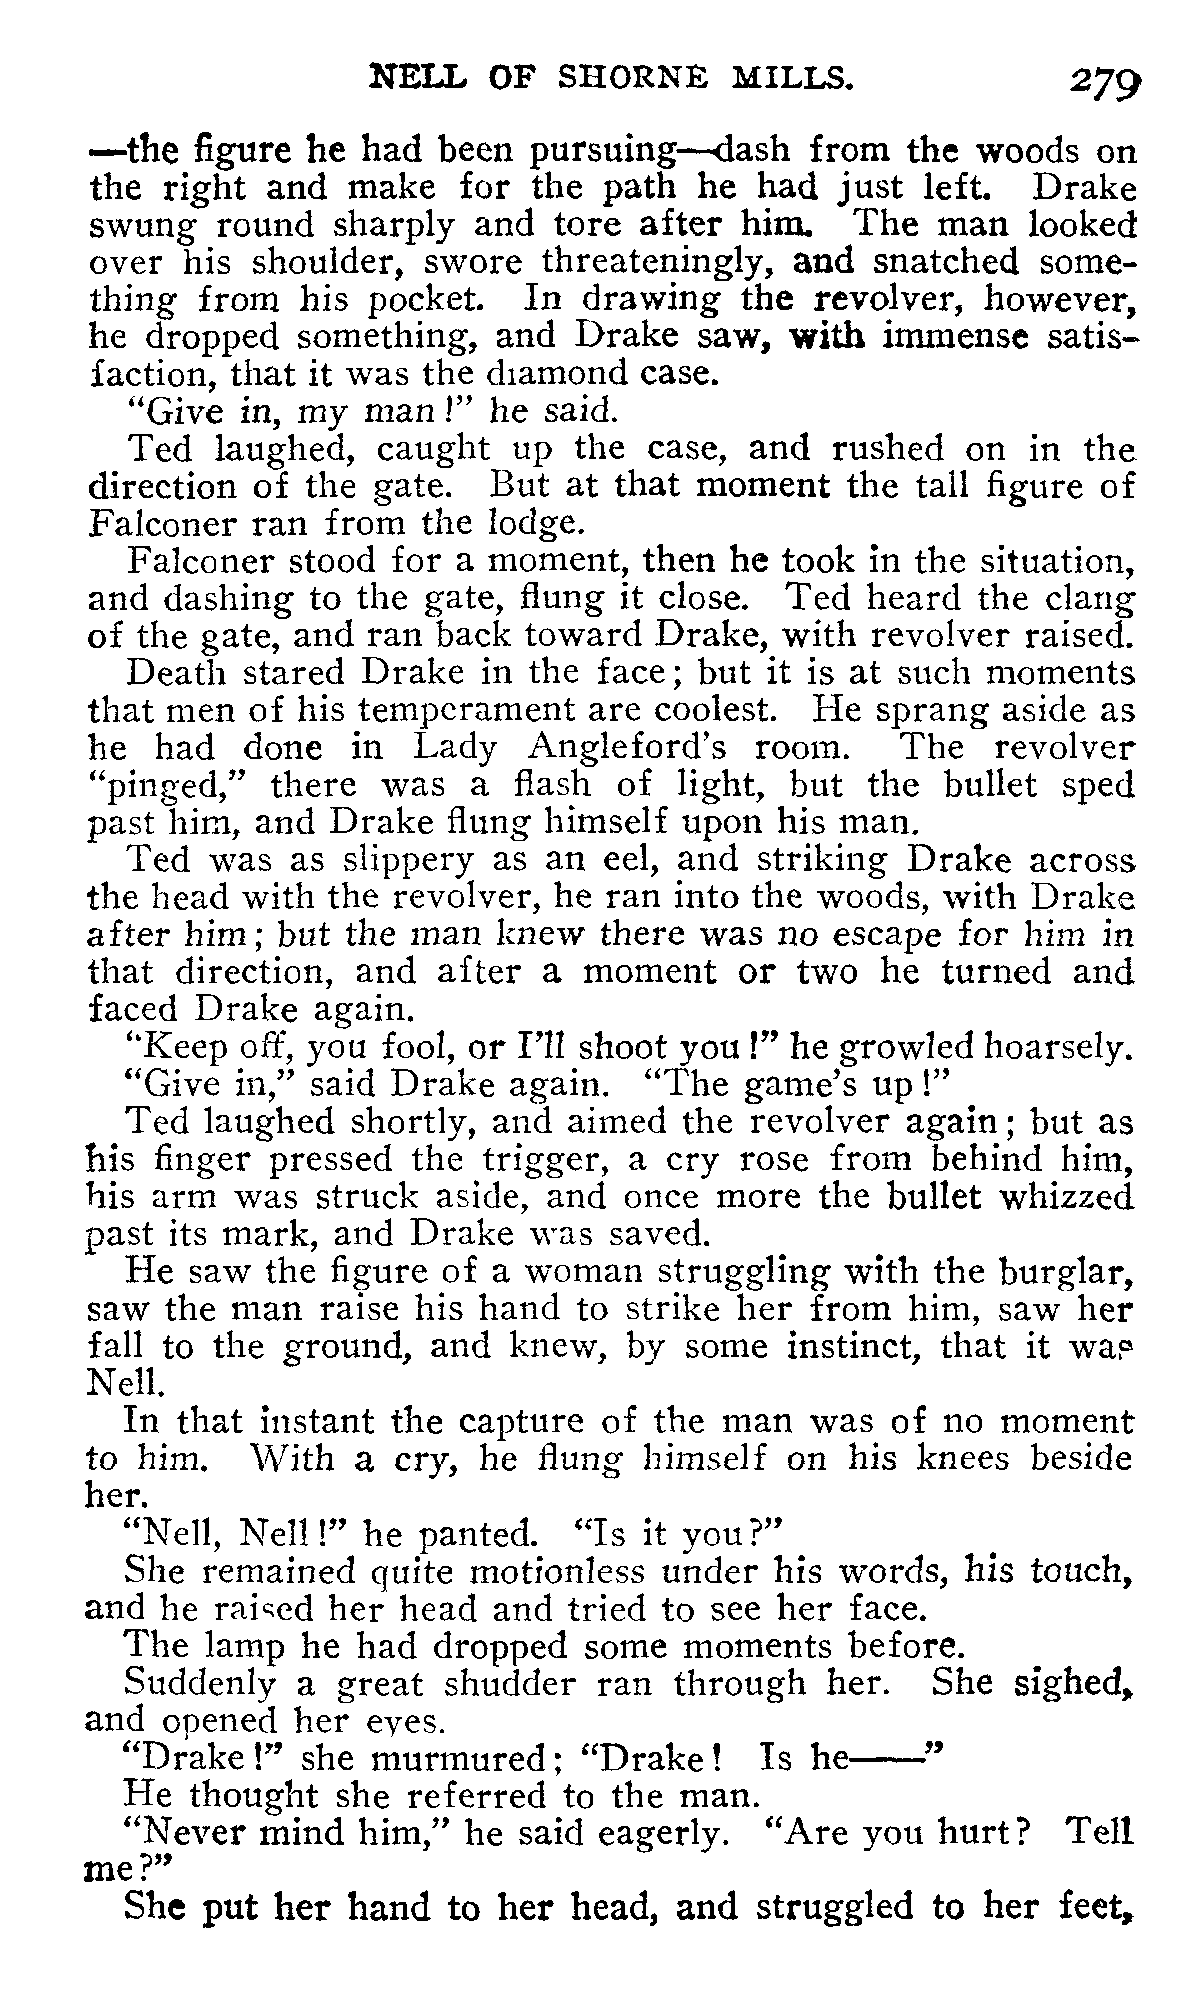 NELL OF SHORNE MILLS. 279
—the figure he had been pursuing—dash from the woods on
the right and make for the path he had just left. Drake
swung round sharply and tore after him. The man looked
over his shoulder, swore threateningly, and snatched some-
thing from his pocket. In drawing the revolver, however,
he dropped something, and Drake saw, with immense satis-
faction, that it was the diamond case.
"Give in, my man!" he said.
Ted laughed, caught up the case, and rushed on in the
direction of the gate. But at that moment the tall figure of
Falconer ran from the lodge.
Falconer stood for a moment, then he took in the situation,
and dashing to the gate, flung it close. Ted heard the clang
of the gate, and ran back toward Drake, with revolver raised.
Death stared Drake in the face; but it is at such moments
that men of his temperament are coolest. He sprang aside as
he had done in Lady Angleford's room. The revolver
"pinged," there was a flash of light, but the bullet sped
past him, and Drake flung himself upon his man.
Ted was as slippery as an eel, and striking Drake across
the head with the revolver, he ran into the woods, with Drake
after him; but the man knew there was no escape for him in
that direction, and after a moment or two he turned and
faced Drake again.
"Keep off, you fool, or I'll shoot you!" he growled hoarsely.
"Give in," said Drake again. "The game's up!"
Ted laughed shortly, and aimed the revolver again; but as
his finger pressed the trigger, a cry rose from behind him,
his arm was struck aside, and once more the bullet whizzed
past its mark, and Drake was saved.
He saw the figure of a woman struggling with the burglar,
saw the man raise his hand to strike her from him, saw her
fall to the ground, and knew, by some instinct, that it was
Nell.
In that instant the capture of the man was of no moment
to him. With a cry, he flung himself on his knees beside
her.
"Nell, Nell!" he panted. "Is it you?"
She remained quite motionless under his words, his touch,
and he raised her head and tried to see her face.
The lamp he had dropped some moments before.
Suddenly a great shudder ran through her. She sighed,
and opened her eyes.
"Drake!" she murmured; "Drake! Is he——"
He thought she referred to the man.
"Never mind him," he said eagerly. "Are you hurt? Tell
me?"
She put her hand to her head, and struggled to her feet,